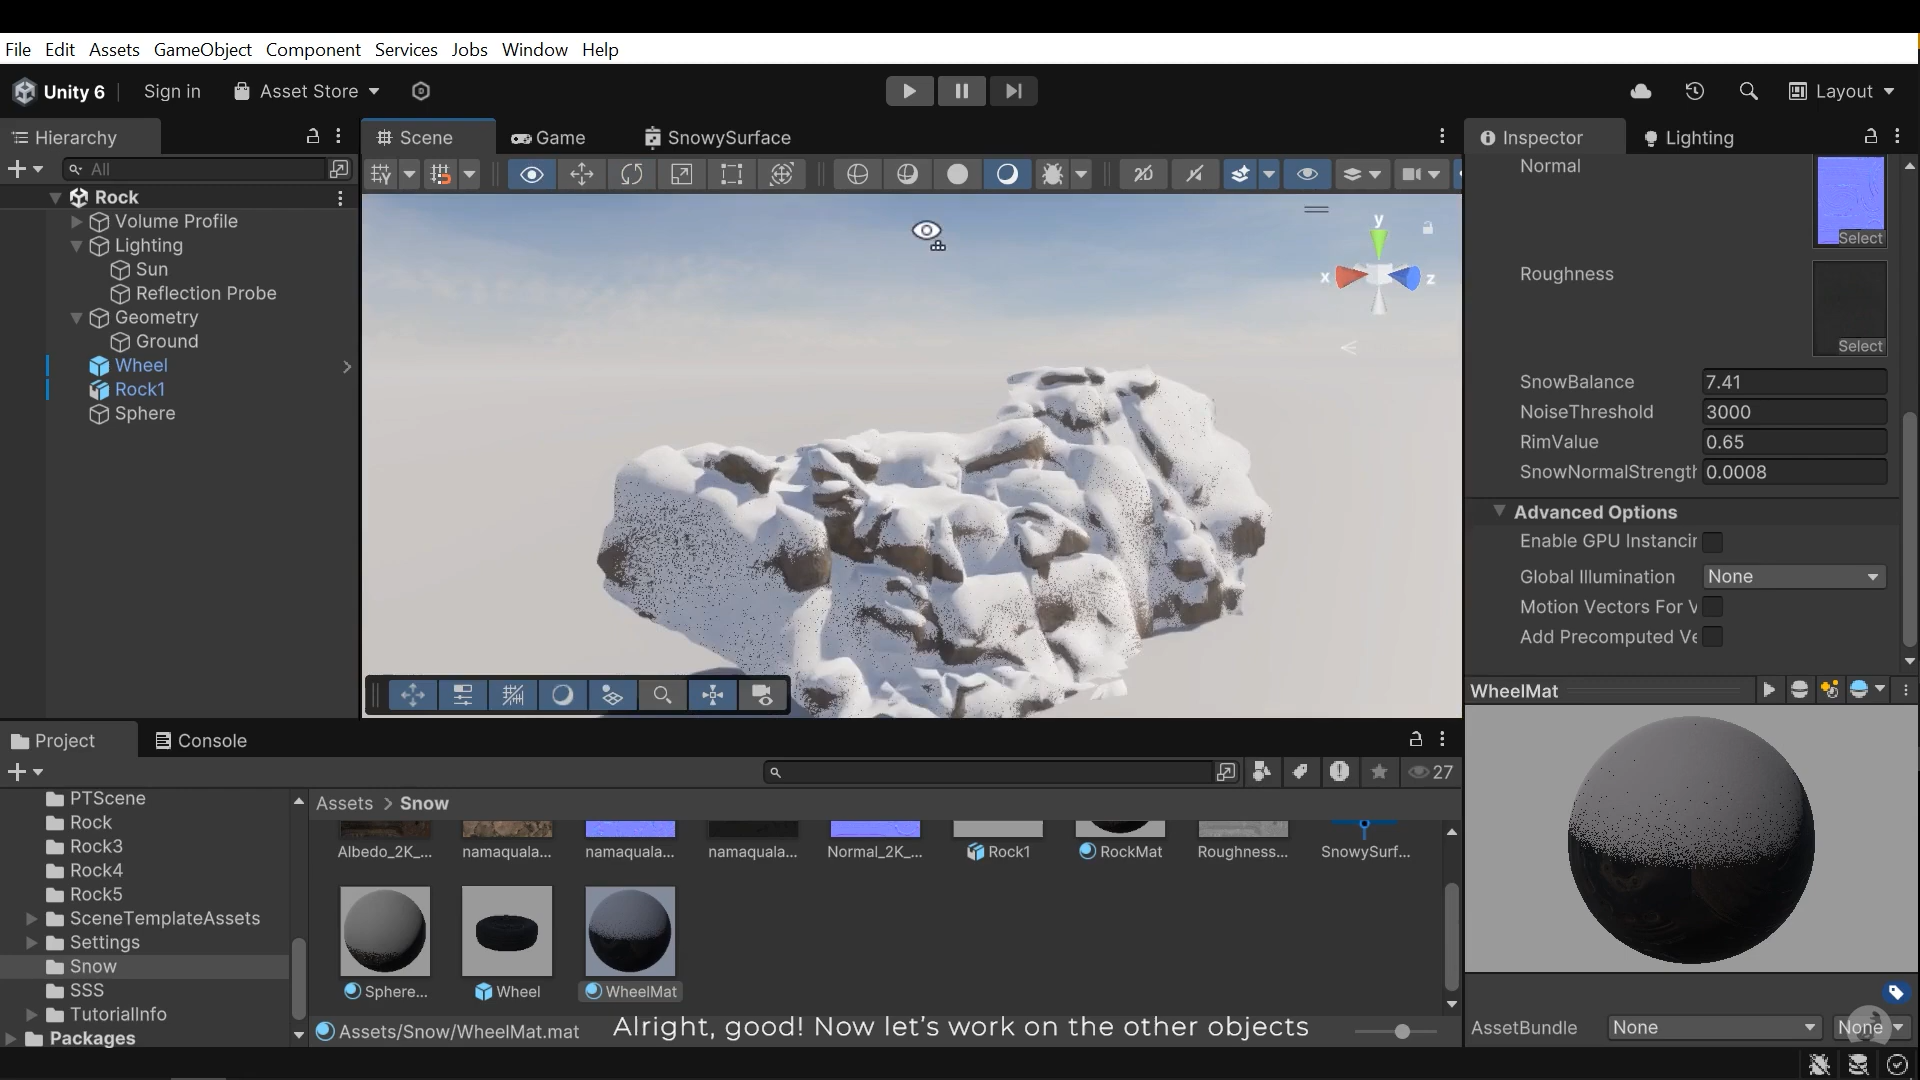 File Edit Assets GameObject Component Services Jobs Window Help
Unity 6 Sign in Asset Store Layout
Hierarchy
All
Rock
Volume Profile
Lighting
Sun
Reflection Probe
Geometry
Ground
Wheel
Rock1
Sphere
Scene Game SnowySurface
y
x
z
Inspector Lighting
Normal
Select
Roughness
Select
SnowBalance 7.41
NoiseThreshold 3000
RimValue 0.65
SnowNormalStrength 0.0008
Advanced Options
Enable GPU Instancin
Global Illumination None
Motion Vectors For V
Add Precomputed Ve
WheelMat
Project Console
27
PTScene
Rock
Rock3
Rock4
Rock5
SceneTemplateAssets
Settings
Snow
SSS
TutorialInfo
Packages
Assets > Snow
Albedo_2K_... namaquala... namaquala... namaquala... Normal_2K_... Rock1 RockMat Roughness... SnowySurf...
Sphere... Wheel WheelMat
Assets/Snow/WheelMat.mat
Alright, good! Now let's work on the other objects
AssetBundle None None